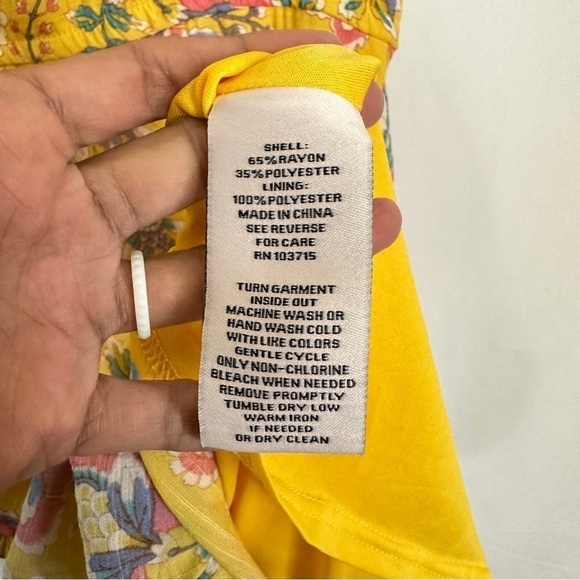 SHELL:
65% RAYON
35% POLYESTER
LINING:
100% POLYESTER
MADE IN CHINA
SEE REVERSE
FOR CARE
RN 103715
TURN GARMENT
INSIDE OUT
MACHINE WASH OR
HAND WASH COLD
WITH LIKE COLORS
GENTLE CYCLE
ONLY NON-CHLORINE
BLEACH WHEN NEEDED
REMOVE PROMPTLY
TUMBLE DRY LOW
WARM IRON
IF NEEDED
OR DRY CLEAN